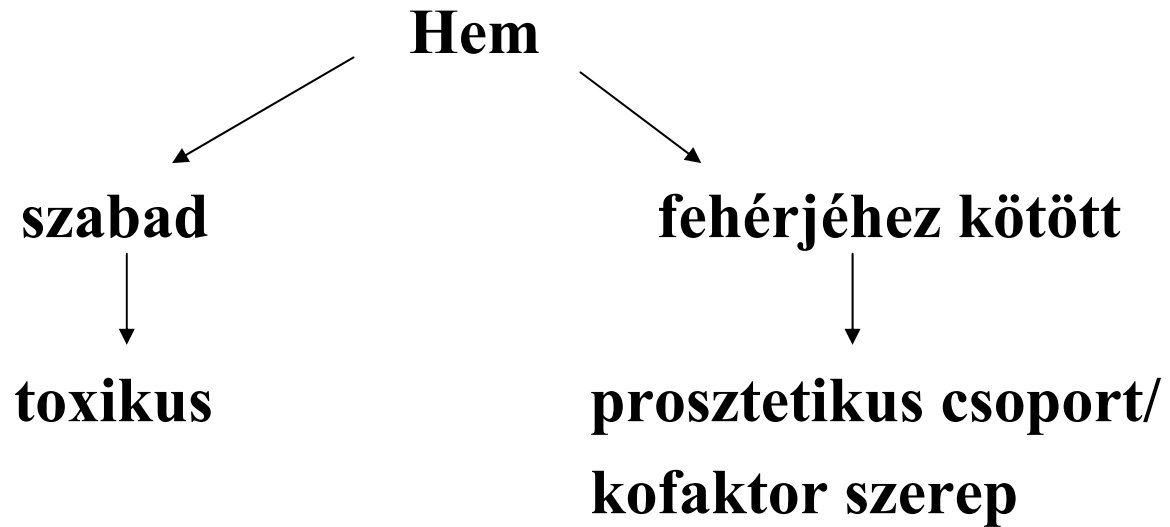 Hem
szabad
fehérjéhez kötött
toxikus
prosztetikus csoport/
kofaktor szerep